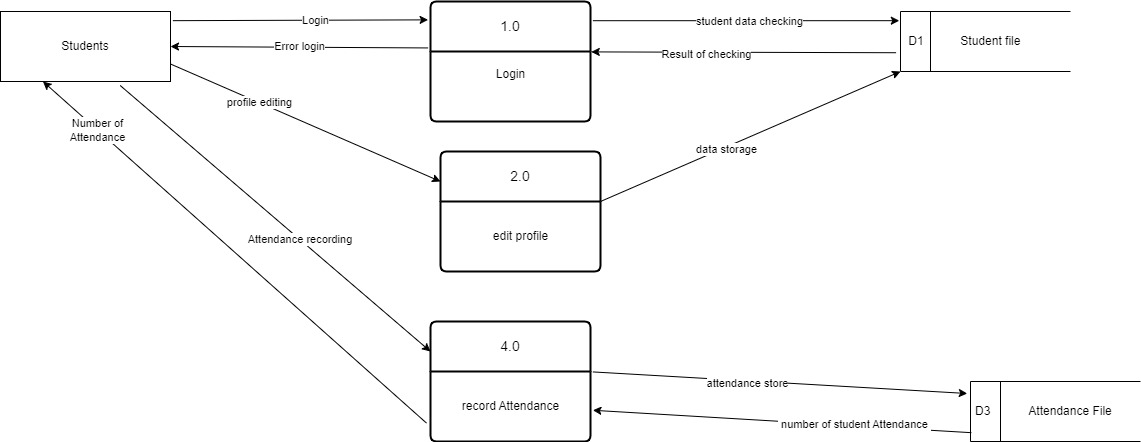 Students
Login
Error login
1.0
Login
student data checking
Result of checking
D1
Student file
profile editing
Number of
Attendance
data storage
2.0
edit profile
Attendance recording
4.0
record Attendance
attendance store
number of student Attendance
D3
Attendance File